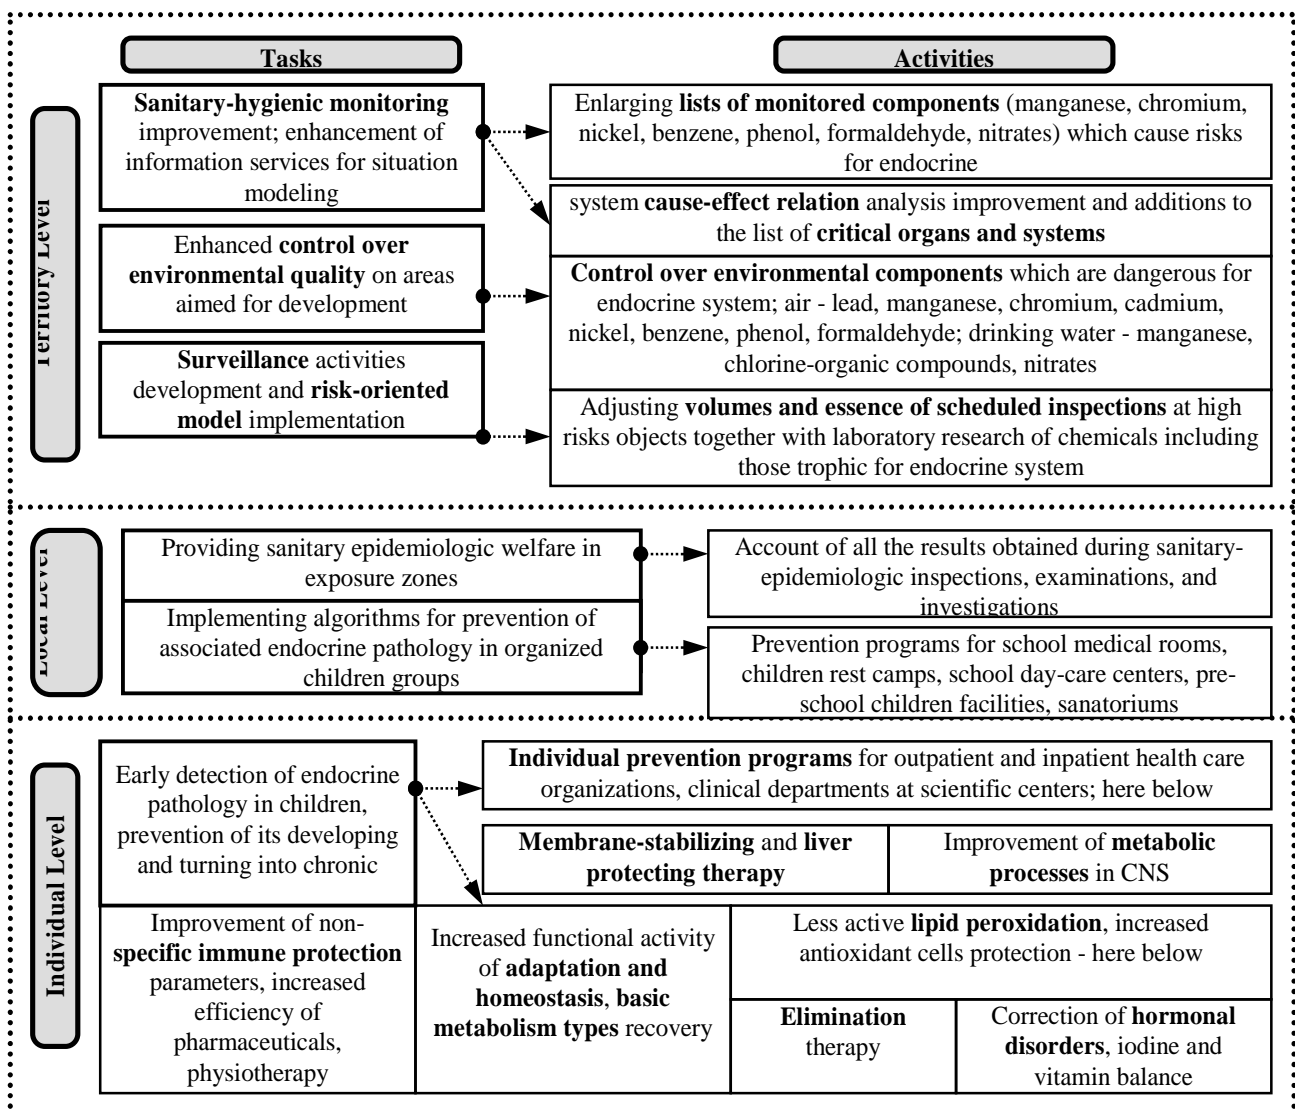 Tasks
Activities
Territory Level
Sanitary-hygienic monitoring
improvement; enhancement of
information services for situation
modeling
Enlarging lists of monitored components (manganese, chromium,
nickel, benzene, phenol, formaldehyde, nitrates) which cause risks
for endocrine
system cause-effect relation analysis improvement and additions to
the list of critical organs and systems
Enhanced control over
environmental quality on areas
aimed for development
Control over environmental components which are dangerous for
endocrine system; air - lead, manganese, chromium, cadmium,
nickel, benzene, phenol, formaldehyde; drinking water - manganese,
chlorine-organic compounds, nitrates
Surveillance activities
development and risk-oriented
model implementation
Adjusting volumes and essence of scheduled inspections at high
risks objects together with laboratory research of chemicals including
those trophic for endocrine system
Local Level
Providing sanitary epidemiologic welfare in
exposure zones
Account of all the results obtained during sanitary-
epidemiologic inspections, examinations, and
investigations
Implementing algorithms for prevention of
associated endocrine pathology in organized
children groups
Prevention programs for school medical rooms,
children rest camps, school day-care centers, pre-
school children facilities, sanatoriums
Individual Level
Early detection of endocrine
pathology in children,
prevention of its developing
and turning into chronic
Individual prevention programs for outpatient and inpatient health care
organizations, clinical departments at scientific centers; here below
Membrane-stabilizing and liver
protecting therapy
Improvement of metabolic
processes in CNS
Improvement of non-
specific immune protection
parameters, increased
efficiency of
pharmaceuticals,
physiotherapy
Increased functional activity
of adaptation and
homeostasis, basic
metabolism types recovery
Less active lipid peroxidation, increased
antioxidant cells protection - here below
Elimination
therapy
Correction of hormonal
disorders, iodine and
vitamin balance